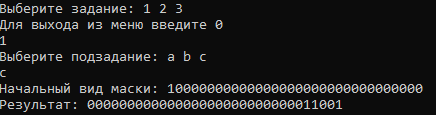 Выберите задание: 1 2 3
Для выхода из меню введите 0
1
Выберите подзадание: a b c
c
Начальный вид маски: 10000000000000000000000000000000
Результат: 00000000000000000000000000011001